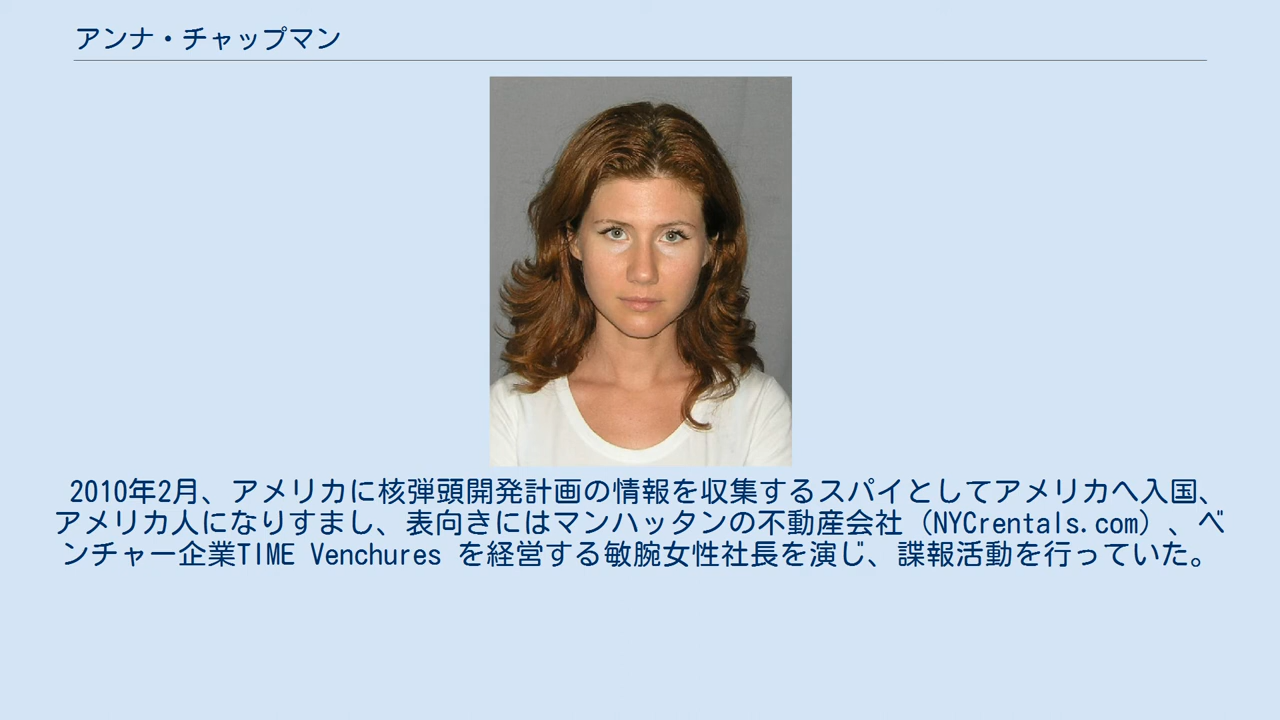 アンナ・チャップマン
2010年2月、アメリカに核弾頭開発計画の情報を収集するスパイとしてアメリカへ入国、
アメリカ人になりすまし、表向きにはマンハッタンの不動産会社（NYCrentals.com）、ベ
ンチャー企業TIME Venchures を経営する敏腕女性社長を演じ、諜報活動を行っていた。